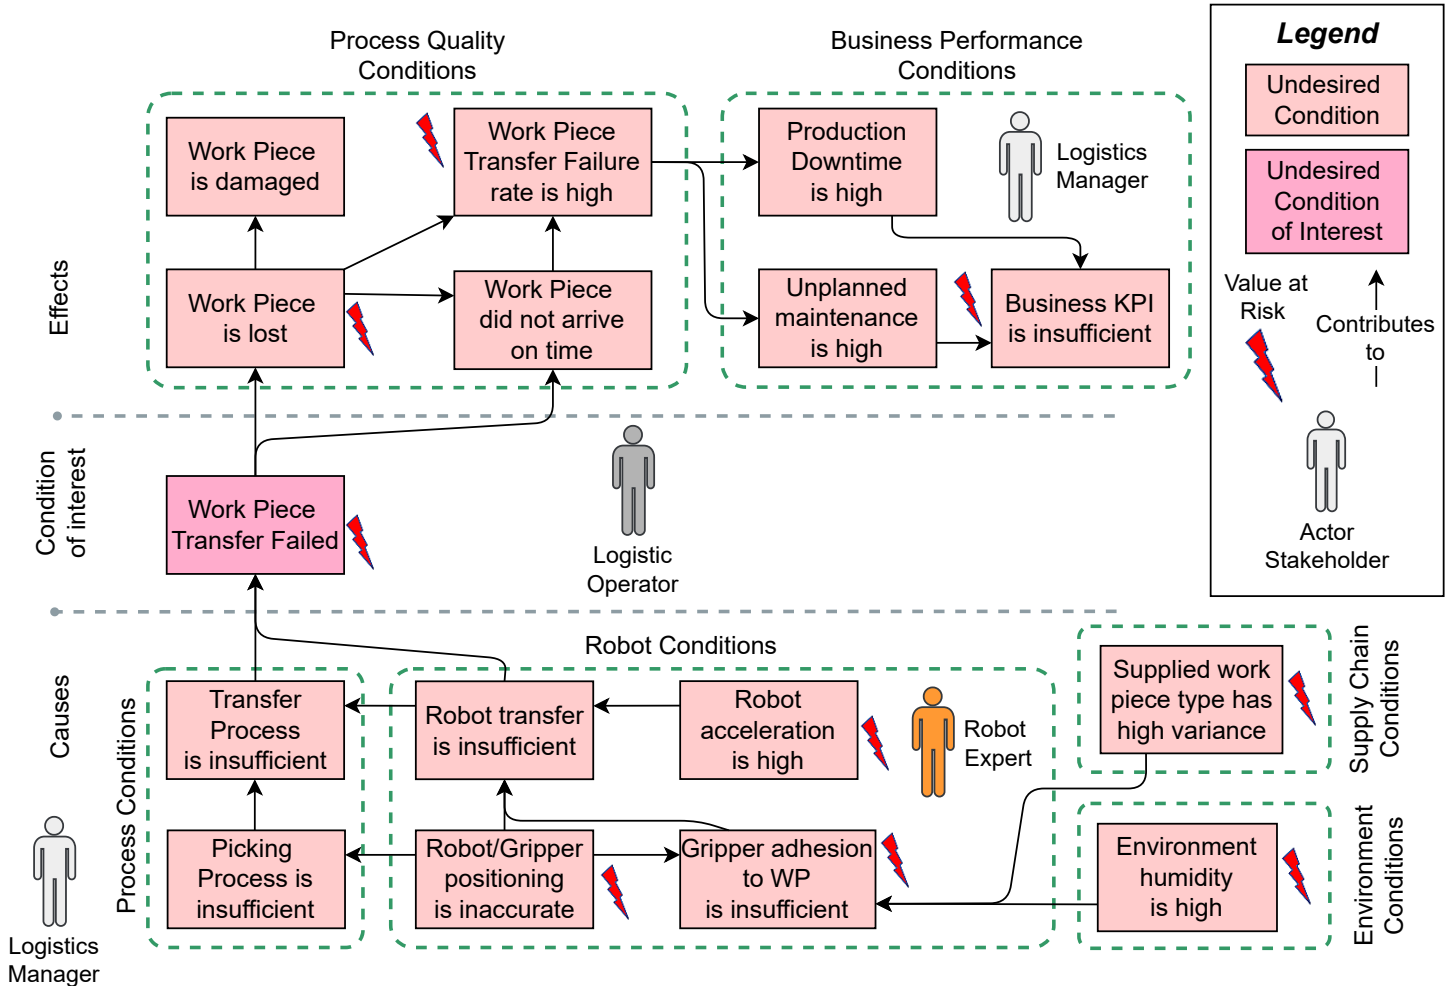 Process Quality
Conditions
Business Performance
Conditions
Legend
Undesired
Condition
Undesired
Condition
of Interest
Value at
Risk
Contributes
to
Actor
Stakeholder
Effects
Work Piece
is damaged
Work Piece
Transfer Failure
rate is high
Production
Downtime
is high
Logistics
Manager
Work Piece
is lost
Work Piece
did not arrive
on time
Unplanned
maintenance
is high
Business KPI
is insufficient
Condition
of interest
Work Piece
Transfer Failed
Logistic
Operator
Causes
Process Conditions
Robot Conditions
Transfer
Process
is insufficient
Robot transfer
is insufficient
Robot
acceleration
is high
Robot
Expert
Supplied work
piece type has
high variance
Supply Chain
Conditions
Logistics
Manager
Picking
Process is
insufficient
Robot/Gripper
positioning
is inaccurate
Gripper adhesion
to WP
is insufficient
Environment
humidity
is high
Environment
Conditions